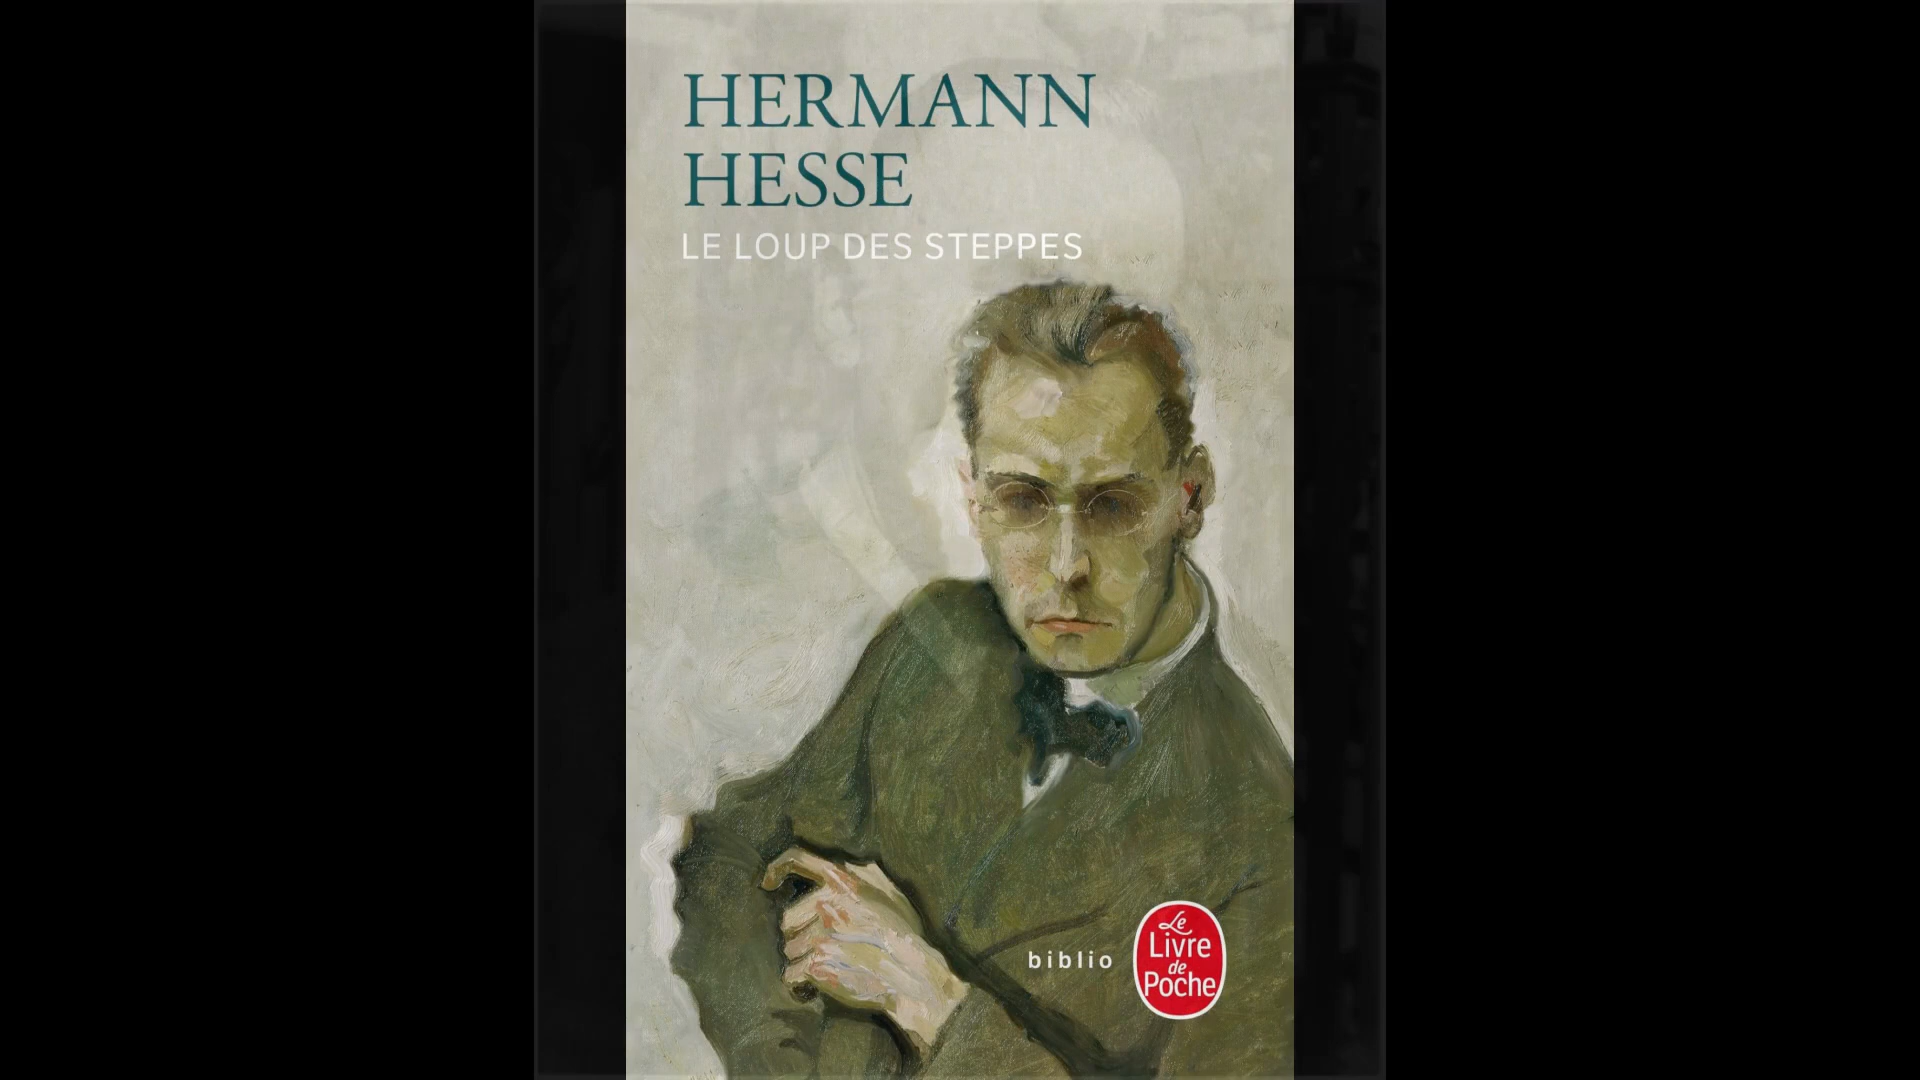 HERMANN
HESSE
LE LOUP DES STEPPES
biblio
Le
Livre
de
Poche